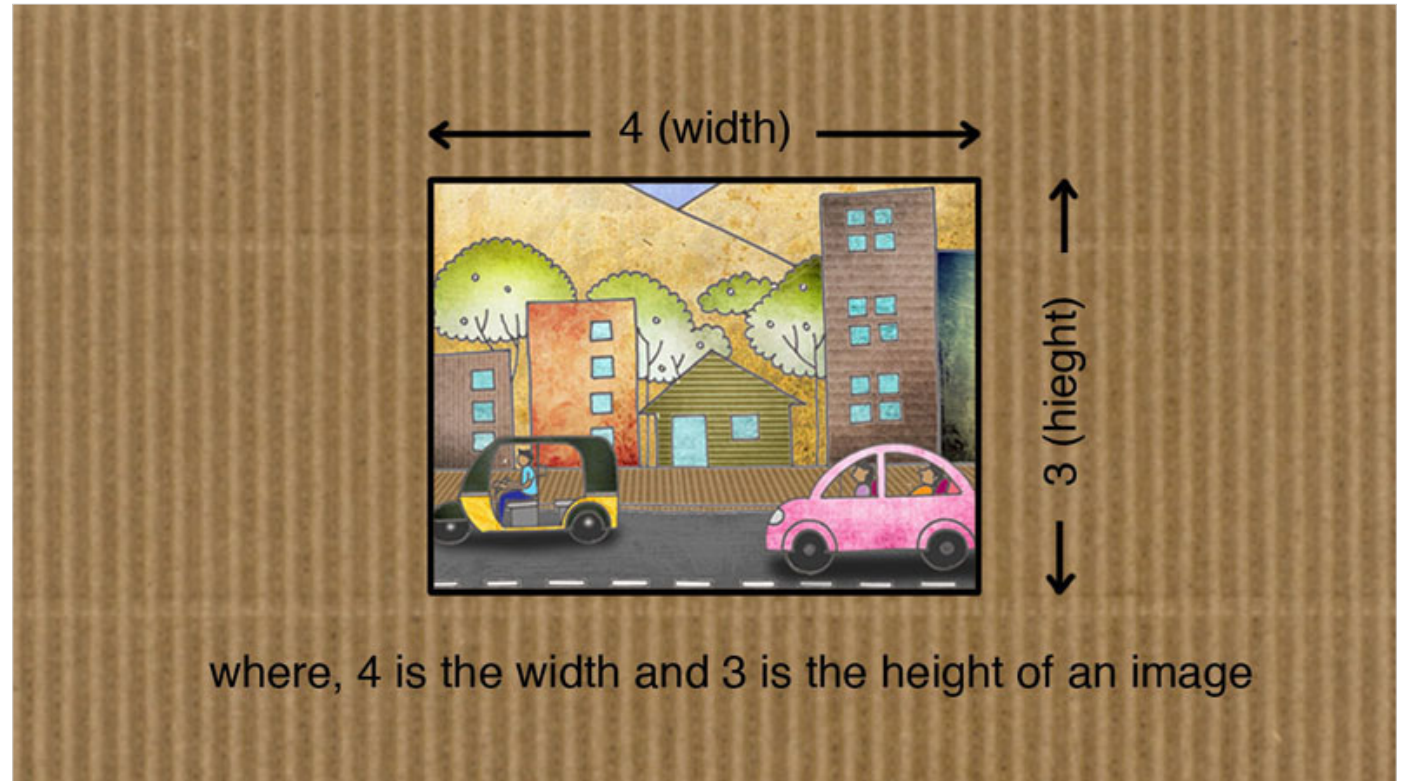 4 (width)
3 (hieght)
where, 4 is the width and 3 is the height of an image